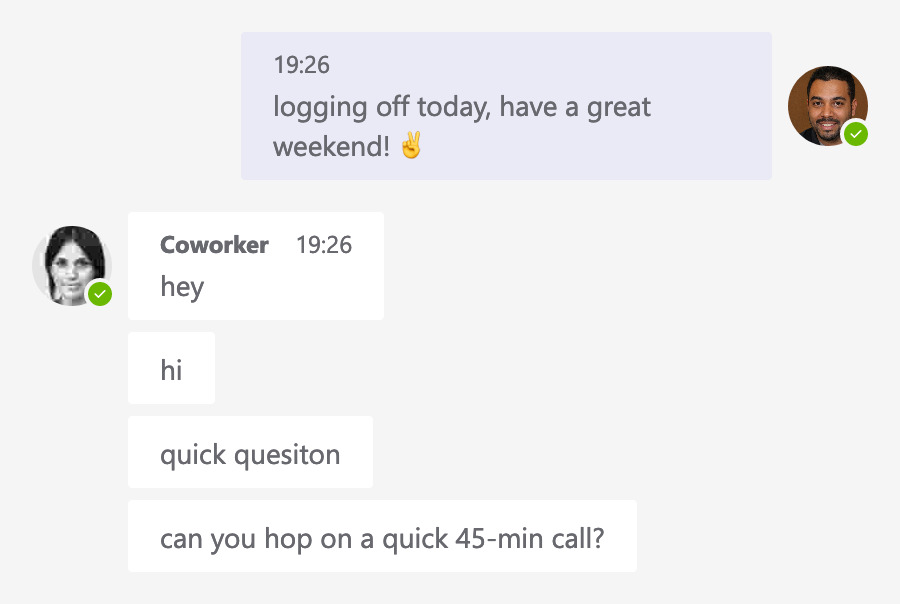 19:26
logging off today, have a great
weekend! ✌️
Coworker 19:26
hey
hi
quick quesiton
can you hop on a quick 45-min call?